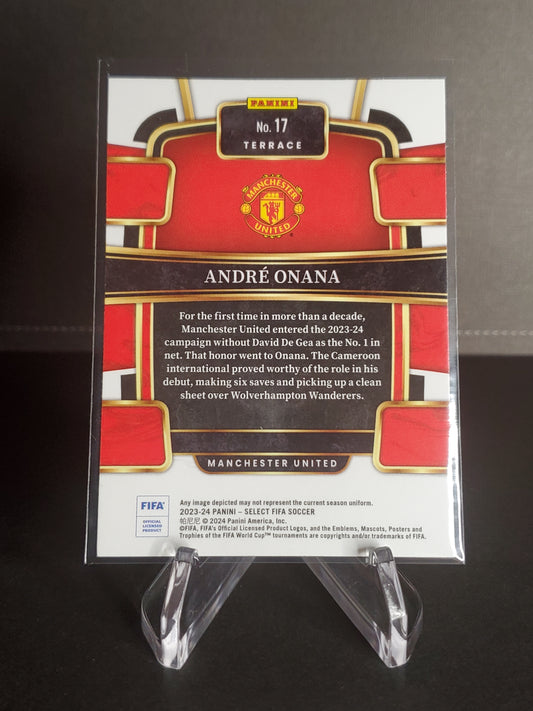 PANINI
No. 17
TERRACE
MANCHESTER
UNITED
ANDRÉ ONANA
For the first time in more than a decade,
Manchester United entered the 2023-24
campaign without David De Gea as the No. 1 in
net. That honor went to Onana. The Cameroon
international proved worthy of the role in his
debut, making six saves and picking up a clean
sheet over Wolverhampton Wanderers.
MANCHESTER UNITED
FIFA®
OFFICIAL
LICENSED
PRODUCT
Any image depicted may not represent the current season uniform.
2023-24 PANINI – SELECT FIFA SOCCER
帕尼尼 © 2024 Panini America, Inc.
©FIFA, FIFA's Official Licensed Product Logos, and the Emblems, Mascots, Posters and
Trophies of the FIFA World Cup™ tournaments are copyrights and/or trademarks of FIFA.